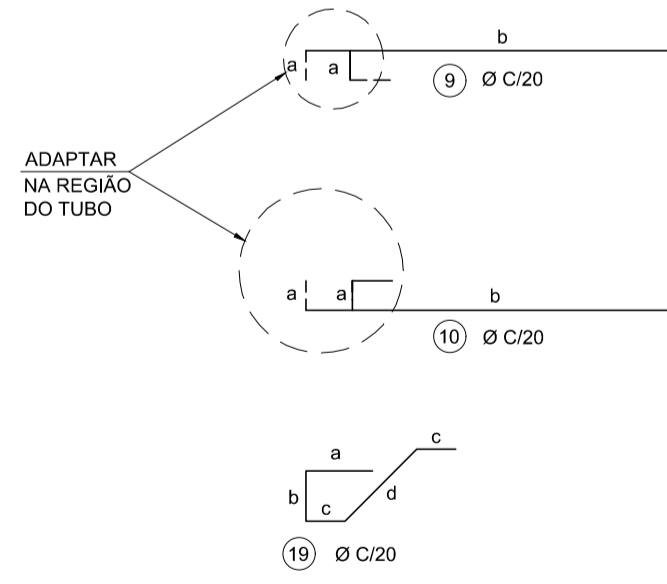 b
a
a
9 Ø C/20
ADAPTAR
NA REGIÃO
DO TUBO
a
a
b
10 Ø C/20
c
a
b
d
c
19 Ø C/20